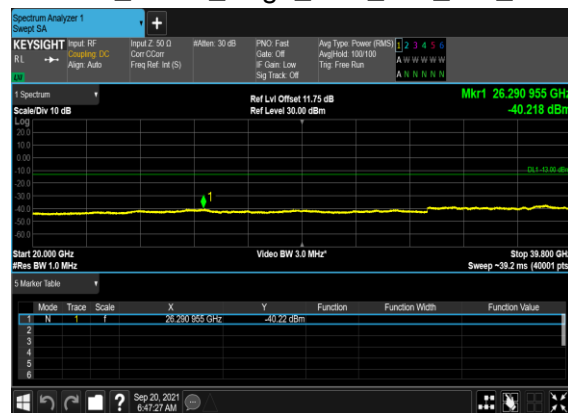 Spectrum Analyzer 1
Swept SA
+
KEYSIGHT Input: RF Input Z: 50 Ω #Atten: 30 dB PNO: Fast Avg Type: Power (RMS) 1 2 3 4 5 6
RL Coupling: DC Corr CCorr Gate: Off Avg|Hold: 100/100 A W W W W W
Align: Auto Freq Ref: Int (S) IF Gain: Low Trig: Free Run
Sig Track: Off A N N N N N
1 Spectrum Ref Lvl Offset 11.75 dB Mkr1 26.290 955 GHz
Scale/Div 10 dB Ref Level 30.00 dBm -40.218 dBm
Log
20.0
10.0
0.00
-10.0 DL1 -13.00 dBm
-20.0
-30.0
1
-40.0
-50.0
-60.0
Start 20.000 GHz Video BW 3.0 MHz* Stop 39.800 GHz
#Res BW 1.0 MHz Sweep ~39.2 ms (40001 pts)
5 Marker Table
Mode Trace Scale X Y Function Function Width Function Value
1 N 1 f 26.290 955 GHz -40.22 dBm
2
3
4
5
6
? Sep 20, 2021
6:47:27 AM